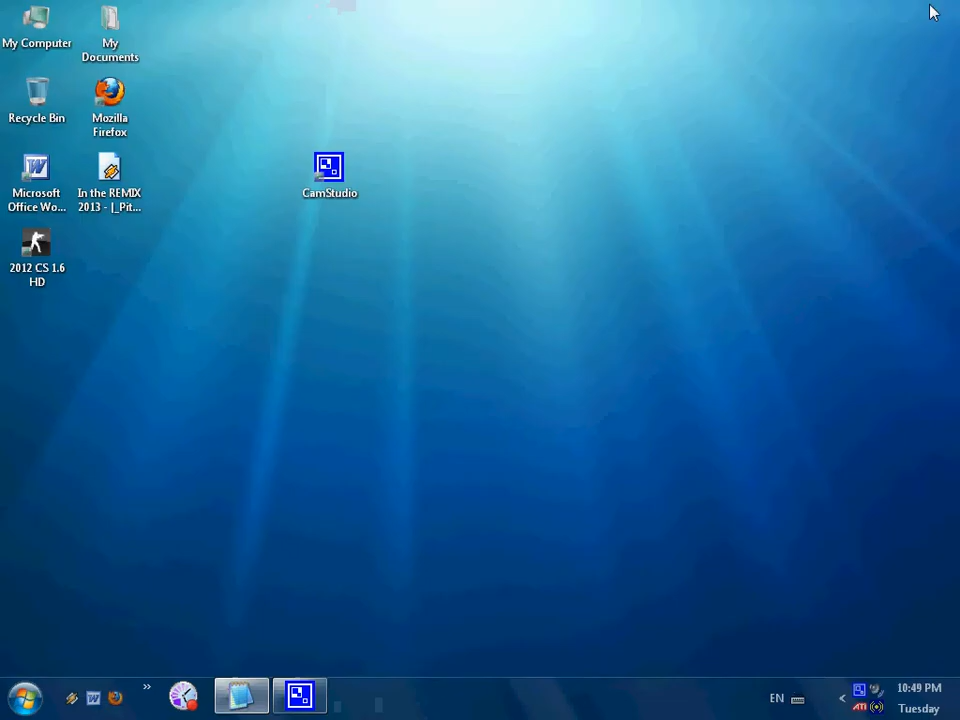 My Computer
My
Documents
Recycle Bin
Mozilla
Firefox
Microsoft
Office Wo...
In the REMIX
2013 - |_Pit...
2012 CS 1.6
HD
CamStudio
»
EN
<
ATI
10:49 PM
Tuesday